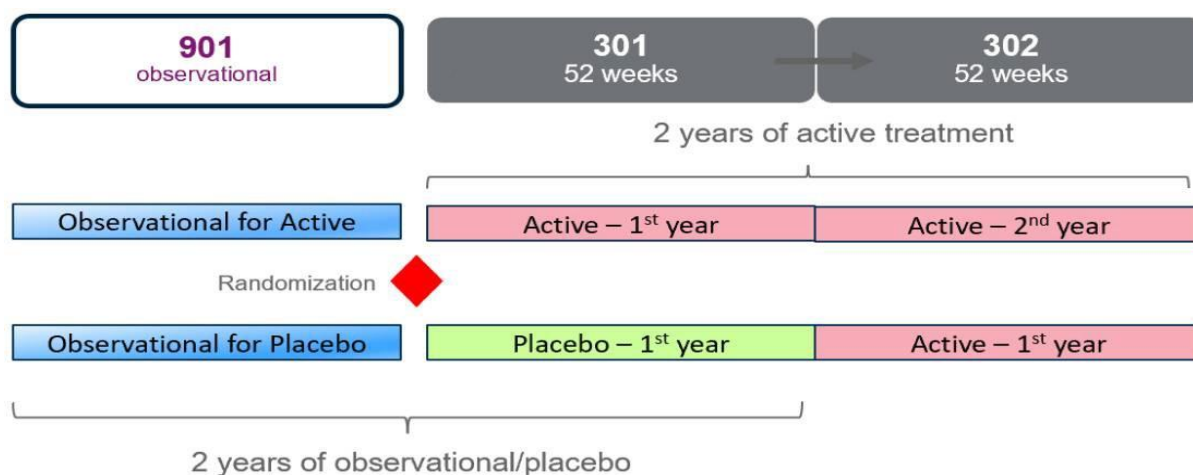 901
observational
301
52 weeks
302
52 weeks
2 years of active treatment
Observational for Active
Active – 1st year
Active – 2nd year
Randomization
Observational for Placebo
Placebo – 1st year
Active – 1st year
2 years of observational/placebo